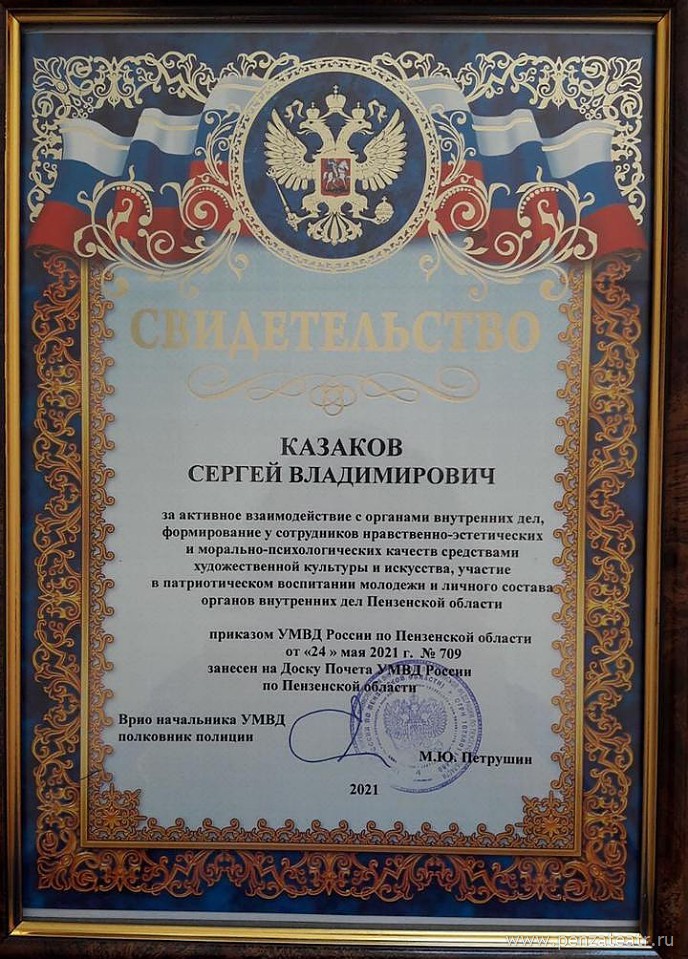 СВИДЕТЕЛЬСТВО
КАЗАКОВ
СЕРГЕЙ ВЛАДИМИРОВИЧ
за активное взаимодействие с органами внутренних дел,
формирование у сотрудников нравственно-эстетических
и морально-психологических качеств средствами
художественной культуры и искусства, участие
в патриотическом воспитании молодежи и личного состава
органов внутренних дел Пензенской области
приказом УМВД России по Пензенской области
от «24 » мая 2021 г. № 709
занесен на Доску Почета УМВД России
по Пензенской области
Врио начальника УМВД
полковник полиции
М.Ю. Петрушин
2021
www.penzateatr.ru